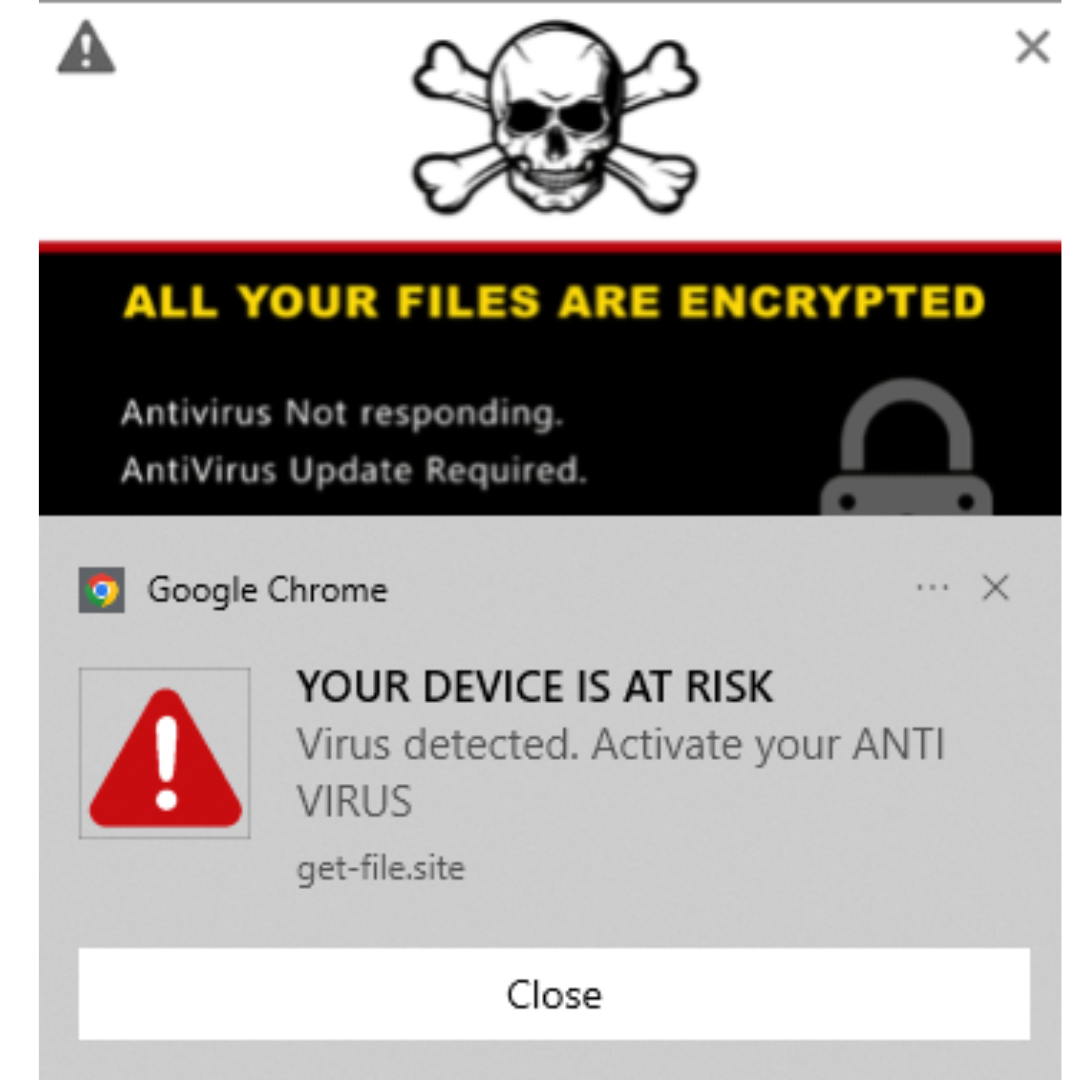 ALL YOUR FILES ARE ENCRYPTED
Antivirus Not responding.
AntiVirus Update Required.
Google Chrome
YOUR DEVICE IS AT RISK
Virus detected. Activate your ANTI
VIRUS
get-file.site
Close